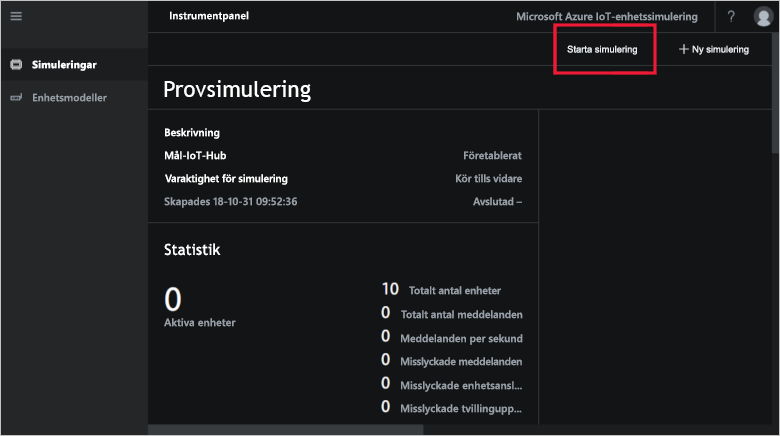 Instrumentpanel
Microsoft Azure IoT-enhetssimulering
?
Starta simulering
+ Ny simulering
Simuleringar
Enhetsmodeller
Provsimulering
Beskrivning
Mål-IoT-Hub Företablerat
Varaktighet för simulering Kör tills vidare
Skapades 18-10-31 09:52:36 Avslutad –
Statistik
0
Aktiva enheter
10 Totalt antal enheter
0 Totalt antal meddelanden
0 Meddelanden per sekund
0 Misslyckade meddelanden
0 Misslyckade enhetsansl...
0 Misslyckade tvillingupp...